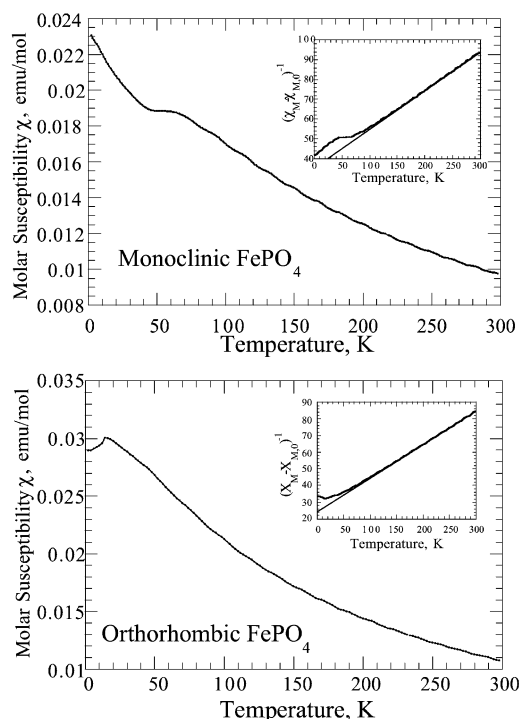 0.024
0.022
0.02
0.018
0.016
0.014
0.012
0.01
0.008
Molar Susceptibility χ, emu/mol
0 50 100 150 200 250 300
Temperature, K
Monoclinic FePO4
100
90
80
70
60
50
40
(χM-χM,0)-1
0 50 100 150 200 250 300
Temperature, K
0.035
0.03
0.025
0.02
0.015
0.01
Molar Susceptibility χ, emu/mol
0 50 100 150 200 250 300
Temperature, K
Orthorhombic FePO4
90
80
70
60
50
40
30
20
(XM-XM,0)-1
0 50 100 150 200 250 300
Temperature, K